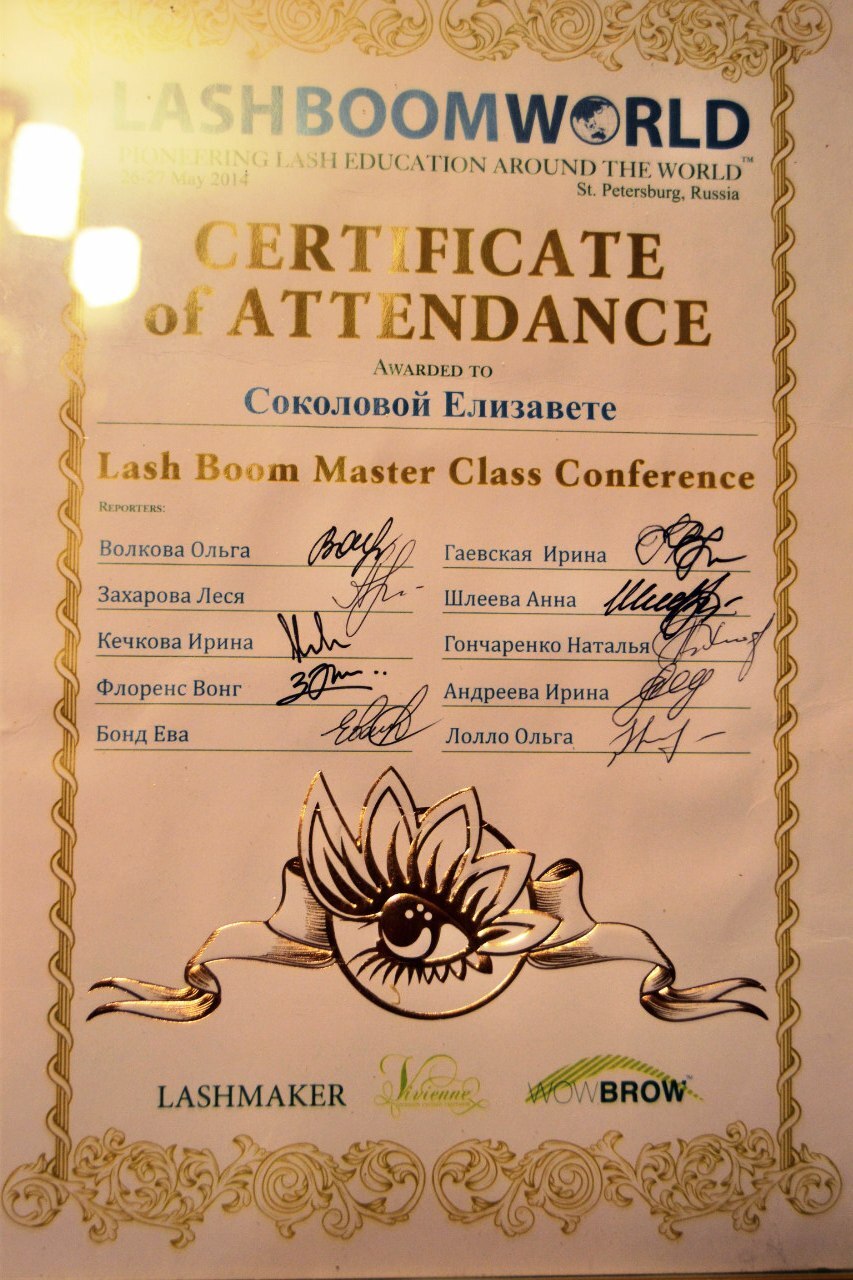 LASHBOOMWORLD
PIONEERING LASH EDUCATION AROUND THE WORLD™
26-27 May 2014
St. Petersburg, Russia
CERTIFICATE
of ATTENDANCE
AWARDED TO
Соколовой Елизавете
Lash Boom Master Class Conference
REPORTERS:
Волкова Ольга
Гаевская Ирина
Захарова Леся
Шлеева Анна
Кечкова Ирина
Гончаренко Наталья
Флоренс Вонг
Андреева Ирина
Бонд Ева
Лолло Ольга
LASHMAKER
Vivienne
WOWBROW™